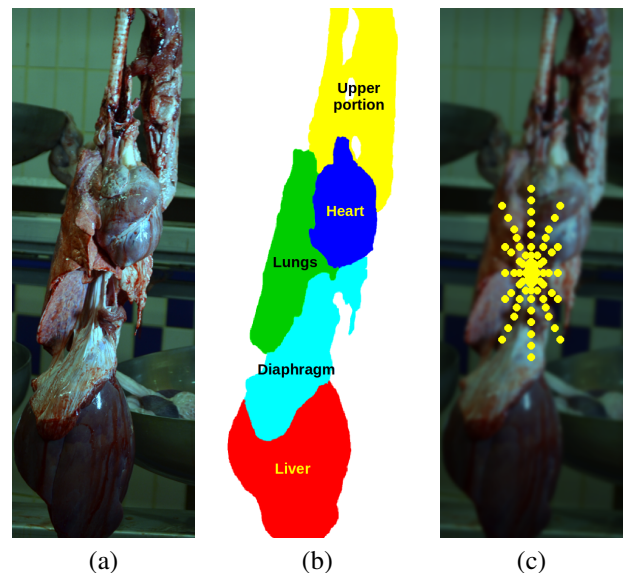 Upper
portion
Heart
Lungs
Diaphragm
Liver
(a)
(b)
(c)